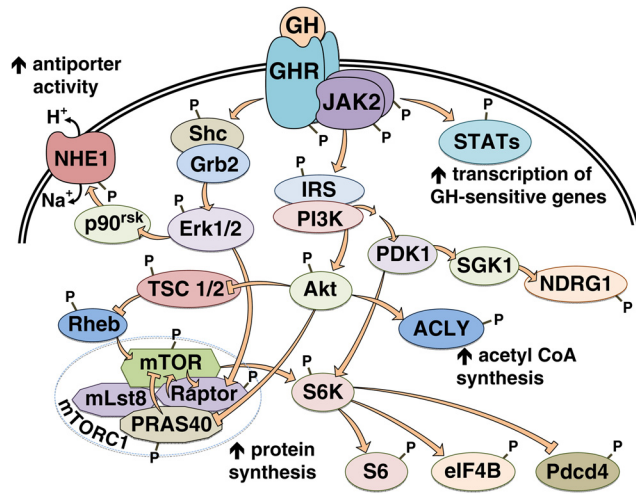 GH
GHR
JAK2
P
P
P
↑ antiporter
activity
H+
NHE1
Na+
P
P
Shc
Grb2
P
STATs
↑ transcription of
GH-sensitive genes
P
IRS
PI3K
p90rsk
P
Erk1/2
PDK1
SGK1
NDRG1
P
P
TSC 1/2
P
Akt
P
Rheb
ACLY
P
↑ acetyl CoA
synthesis
P
mTOR
mLst8
Raptor
P
PRAS40
P
mTORC1
P
S6K
↑ protein
synthesis
P
S6
P
eIF4B
P
Pdcd4